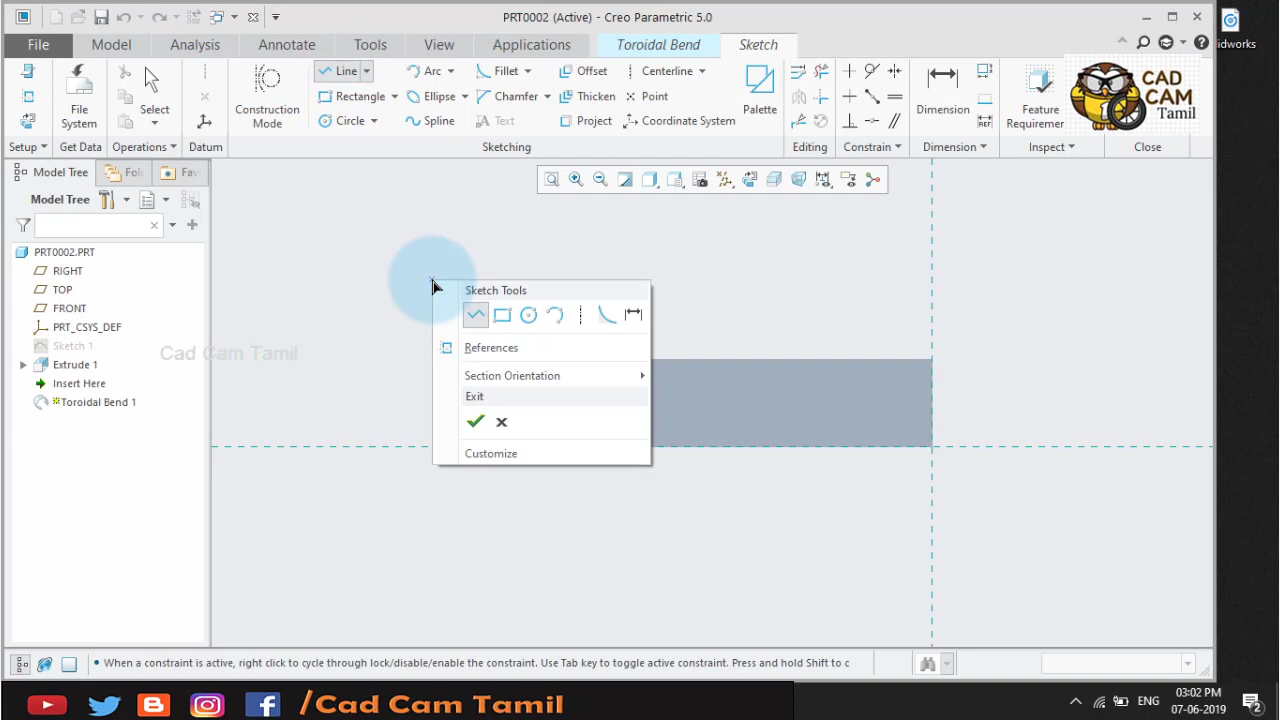 PRT0002 (Active) - Creo Parametric 5.0
idworks
File Model Analysis Annotate Tools View Applications Toroidal Bend Sketch
Line Arc Fillet Offset Centerline
Rectangle Ellipse Chamfer Thicken Point
Circle Spline Text Project Coordinate System
File System
Select
Construction Mode
Palette
Dimension
Feature Requirements
CAD
CAM
Tamil
Setup Get Data Operations Datum Sketching Editing Constrain Dimension Inspect Close
Model Tree Fol Fav
Model Tree
PRT0002.PRT
RIGHT
TOP
FRONT
PRT_CSYS_DEF
Sketch 1
Extrude 1
Insert Here
*Toroidal Bend 1
Cad Cam Tamil
Sketch Tools
References
Section Orientation
Exit
Customize
• When a constraint is active, right click to cycle through lock/disable/enable the constraint. Use Tab key to toggle active constraint. Press and hold Shift to c
/Cad Cam Tamil
ENG
03:02 PM
07-06-2019
2